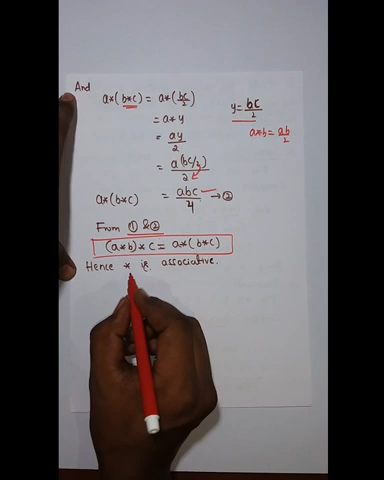 And
a*(b*c) = a*(bc/2)
y = bc/2
= a*y
a*b = ab/2
= ay/2
= a(bc/2)/2
a*(b*c) = abc/4 → ②
From ① & ②
(a*b)*c = a*(b*c)
Hence * is associative.